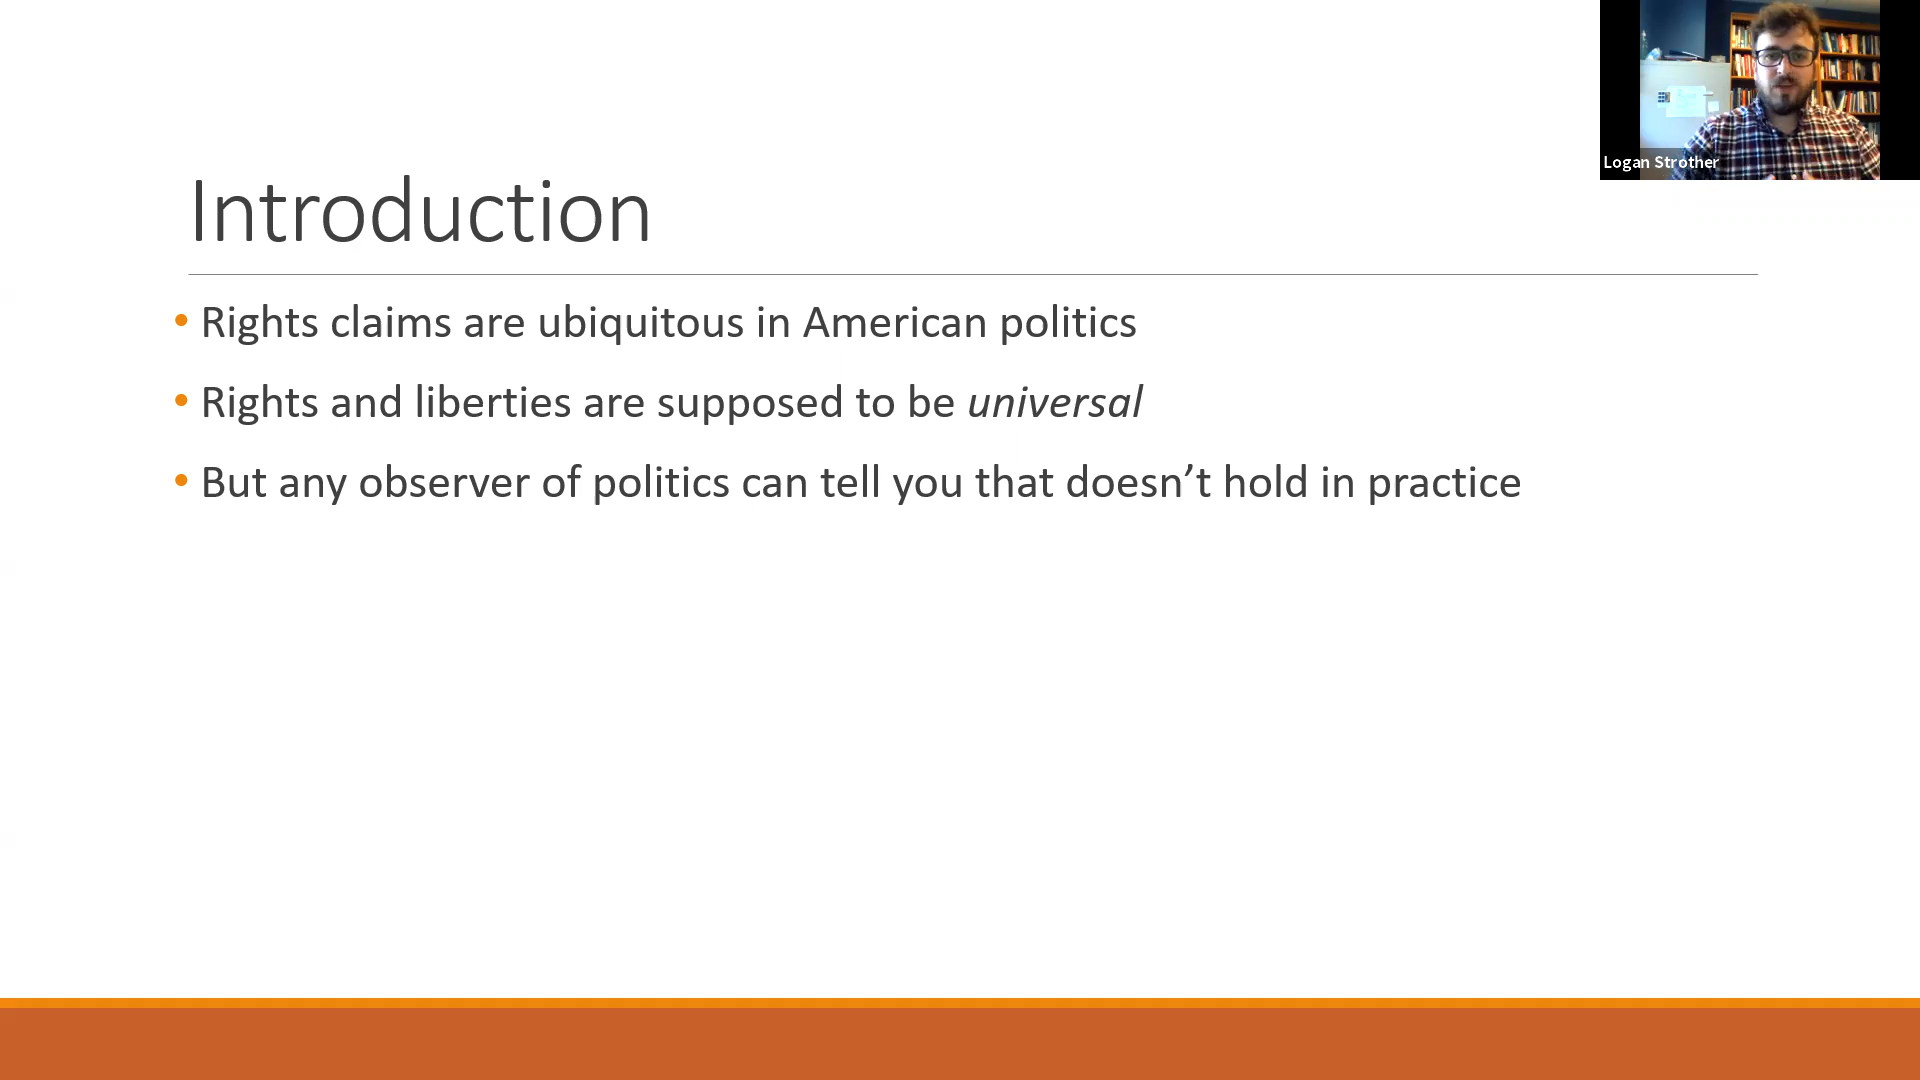 Logan Strother
Introduction
• Rights claims are ubiquitous in American politics
• Rights and liberties are supposed to be universal
• But any observer of politics can tell you that doesn’t hold in practice